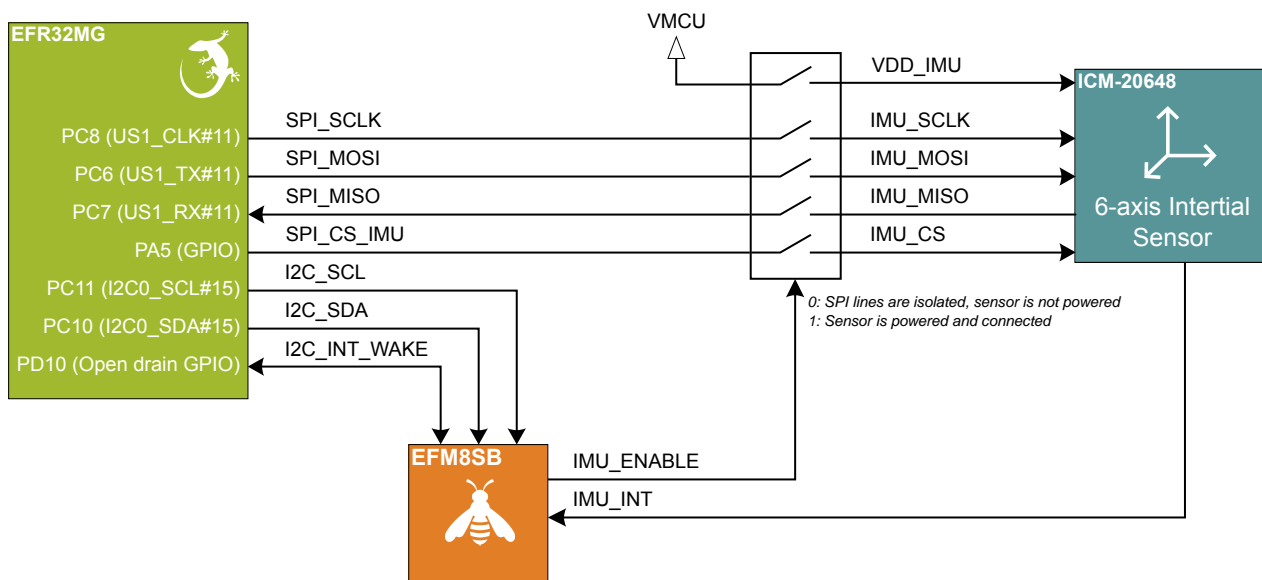 VMCU
EFR32MG
VDD_IMU
ICM-20648
SPI_SCLK
IMU_SCLK
PC8 (US1_CLK#11)
SPI_MOSI
IMU_MOSI
PC6 (US1_TX#11)
SPI_MISO
IMU_MISO
PC7 (US1_RX#11)
6-axis Intertial
Sensor
SPI_CS_IMU
IMU_CS
PA5 (GPIO)
I2C_SCL
PC11 (I2C0_SCL#15)
0: SPI lines are isolated, sensor is not powered
1: Sensor is powered and connected
I2C_SDA
PC10 (I2C0_SDA#15)
I2C_INT_WAKE
PD10 (Open drain GPIO)
EFM8SB
IMU_ENABLE
IMU_INT